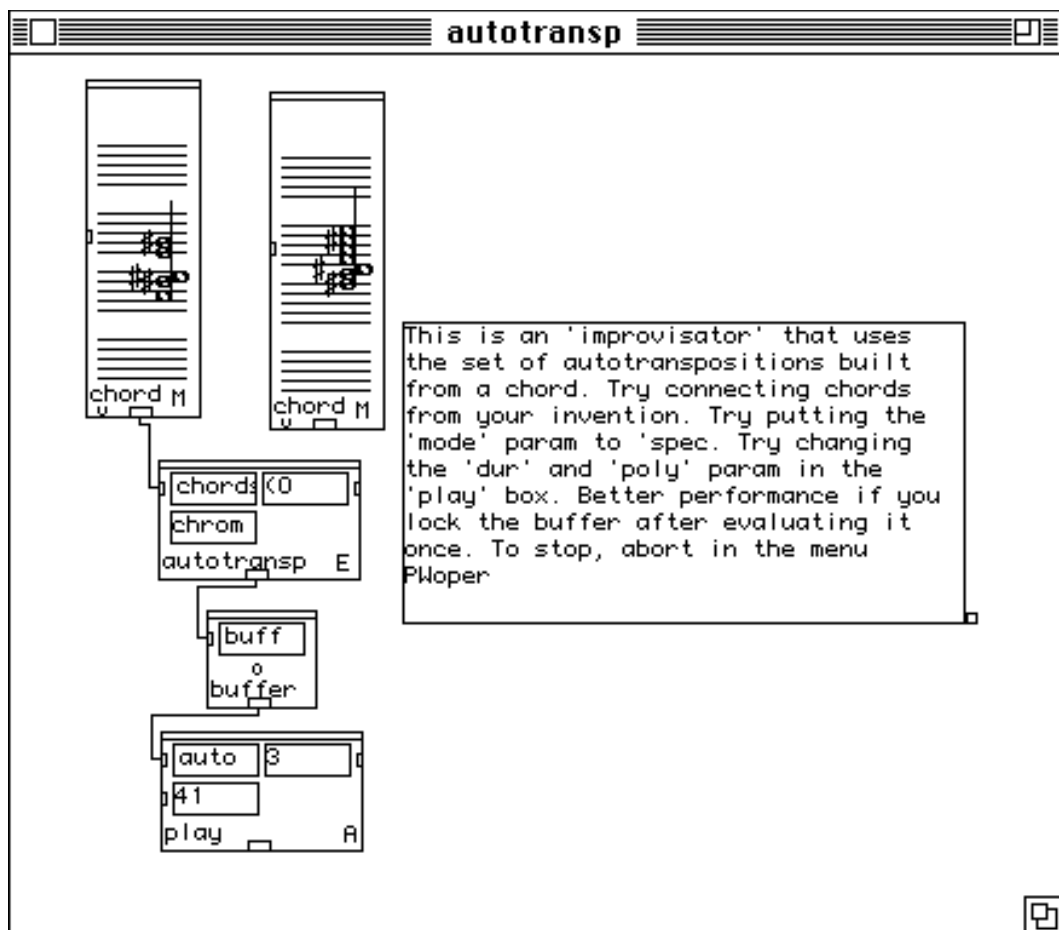 autotransp
chord M
chord M
This is an 'improvisator' that uses
the set of autotranspositions built
from a chord. Try connecting chords
from your invention. Try putting the
'mode' param to 'spec. Try changing
the 'dur' and 'poly' param in the
'play' box. Better performance if you
lock the buffer after evaluating it
once. To stop, abort in the menu
PWoper
chords (0
chrom
autotransp E
buff
o
buffer
auto 3
41
play A